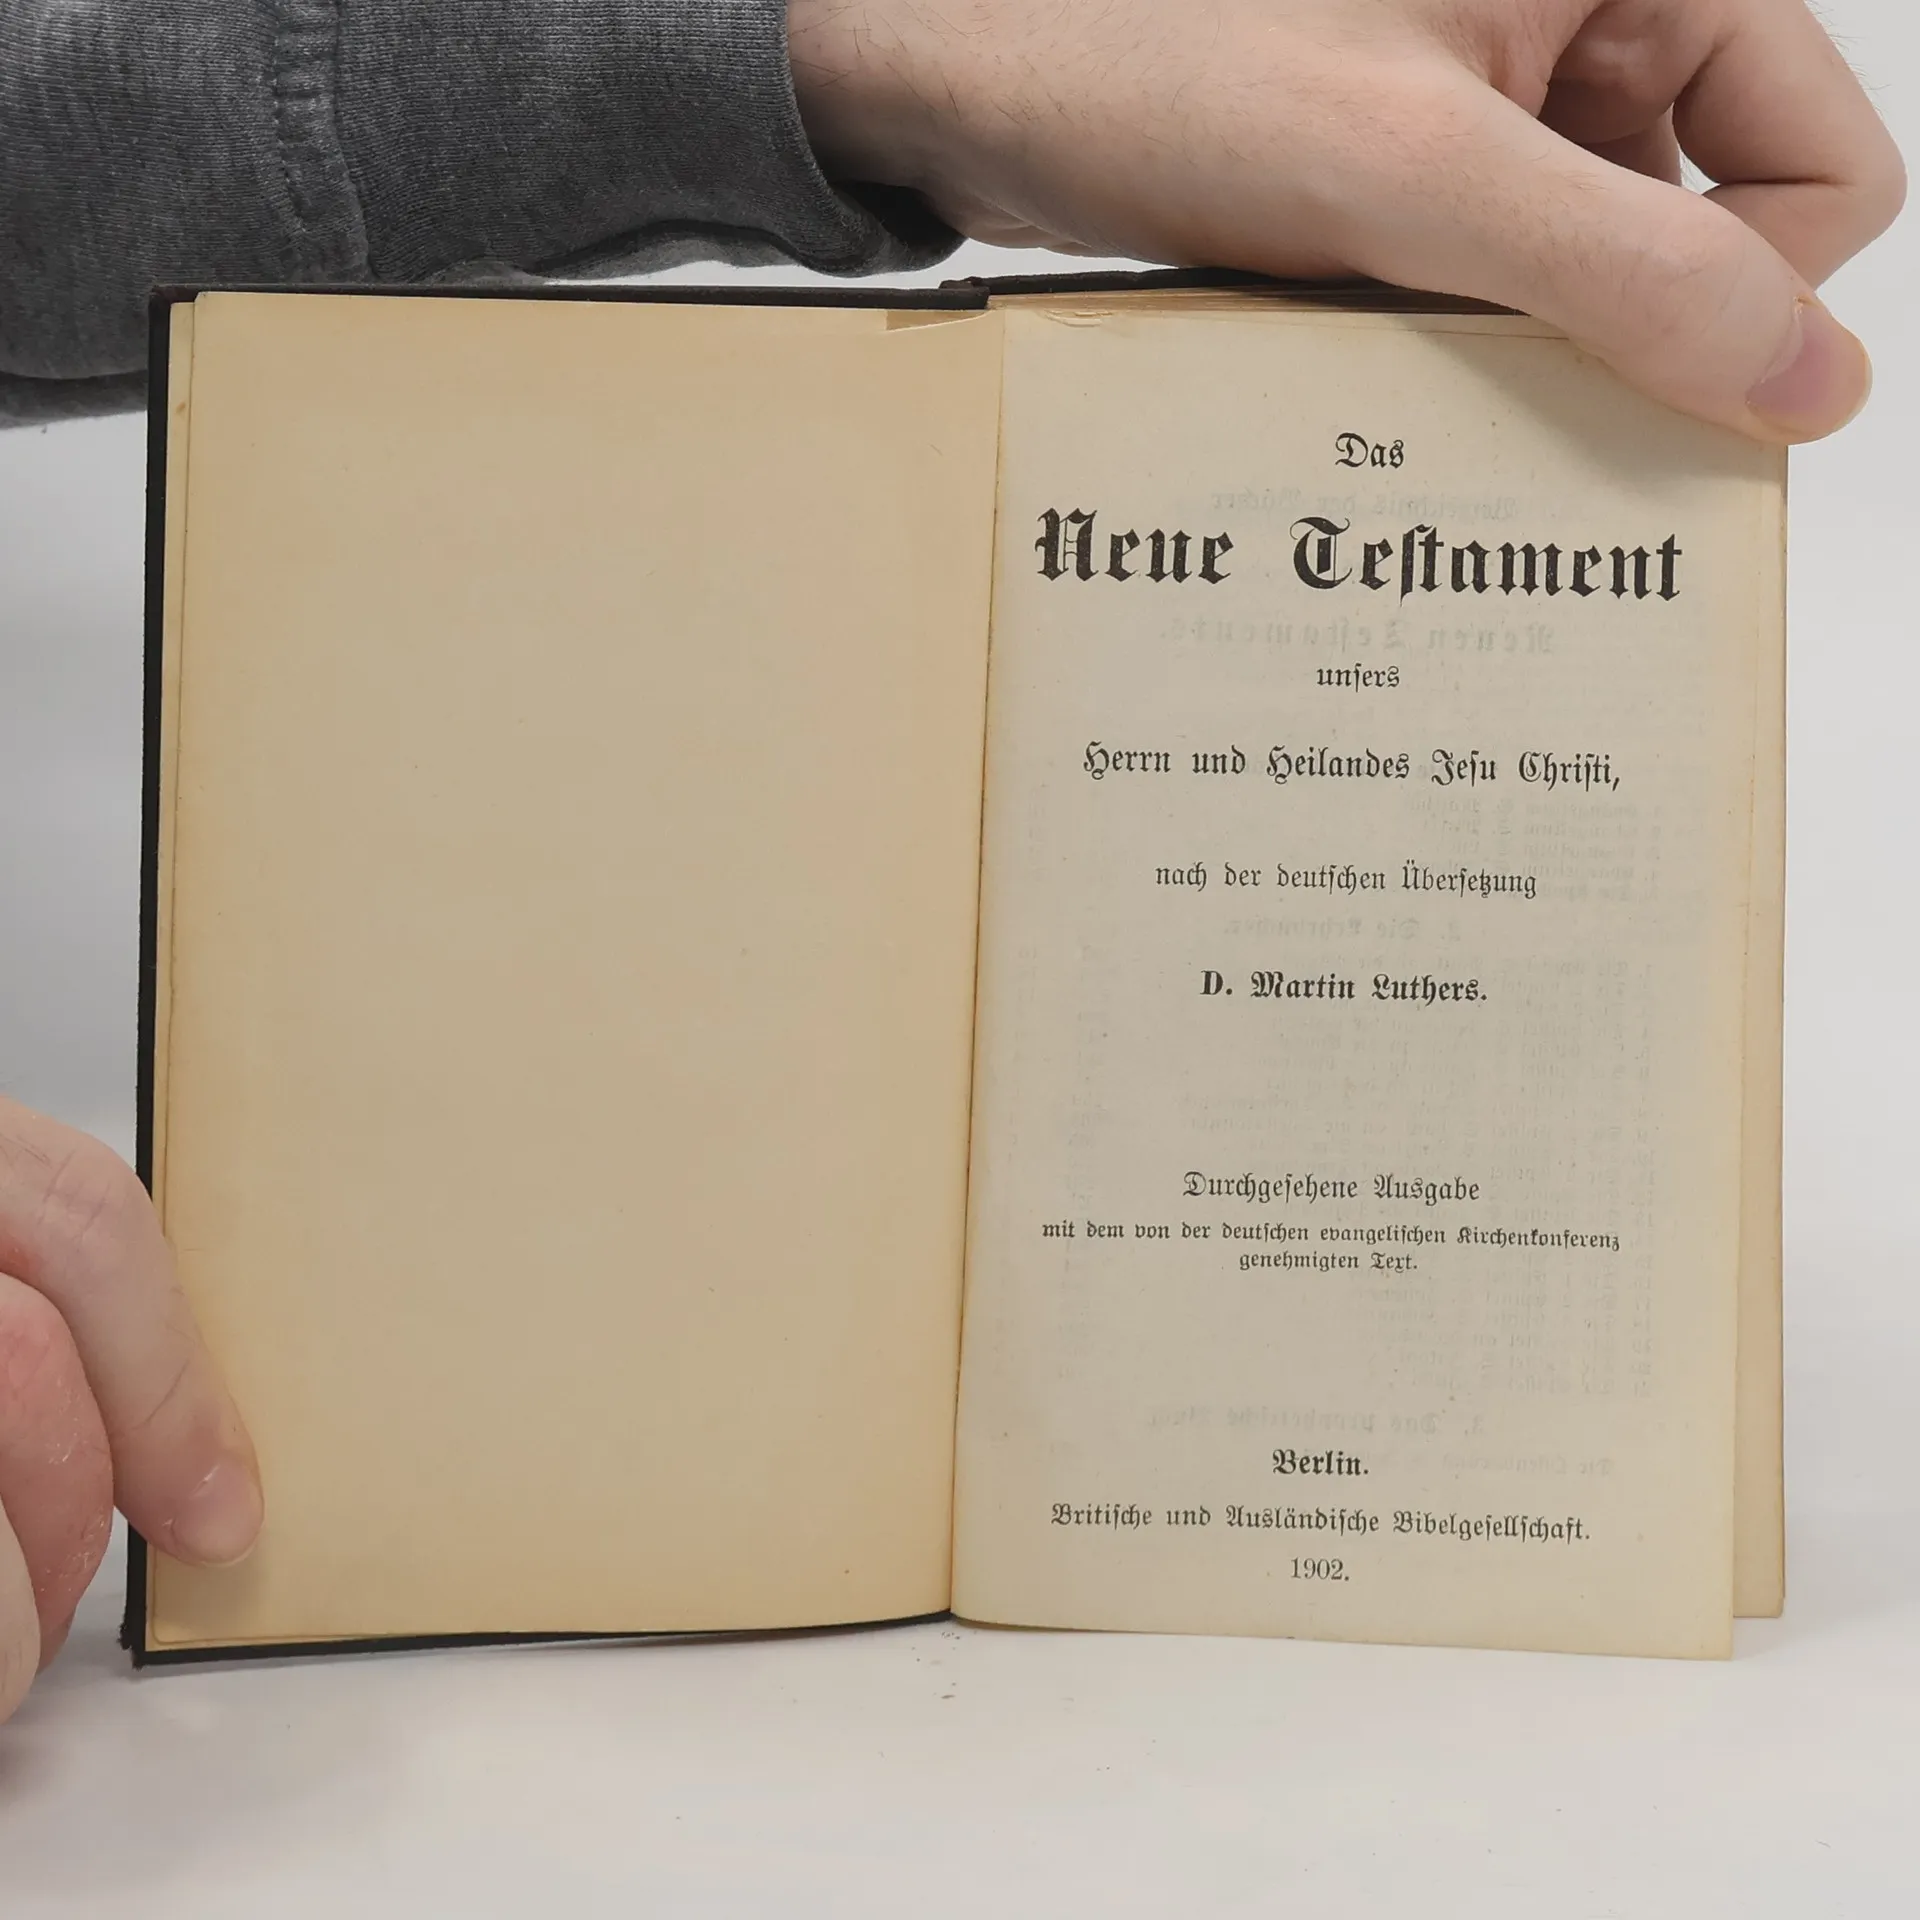 Das
Neue Teſtament
unſers
Herrn und Heilandes Jeſu Chriſti,
nach der deutſchen Überſetzung
D. Martin Luthers.
Durchgeſehene Ausgabe
mit dem von der deutſchen evangeliſchen Kirchenkonferenz
genehmigten Text.
Berlin.
Britiſche und Ausländiſche Bibelgeſellſchaft.
1902.